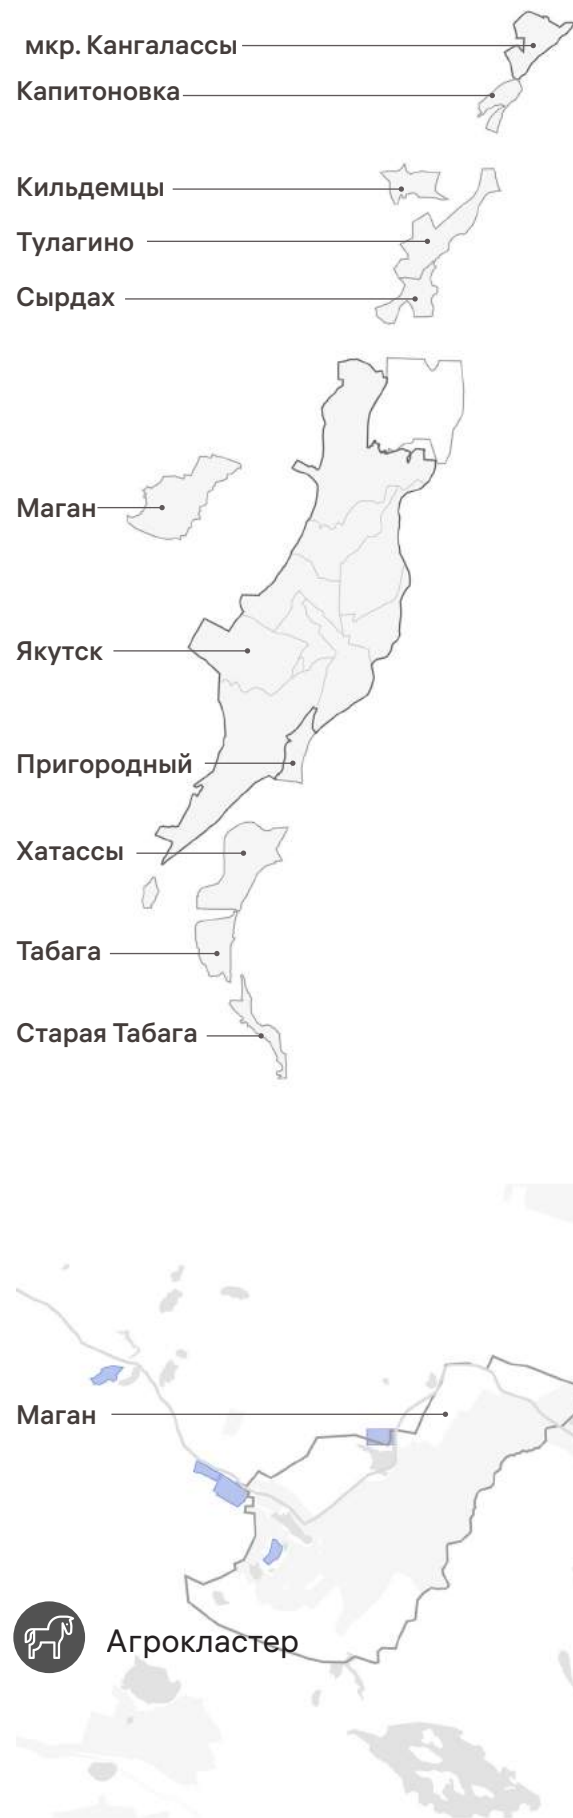 мкр. Кангалассы
Капитоновка
Кильдемцы
Тулагино
Сырдах
Маган
Якутск
Пригородный
Хатассы
Табага
Старая Табага
Маган
Агрокластер